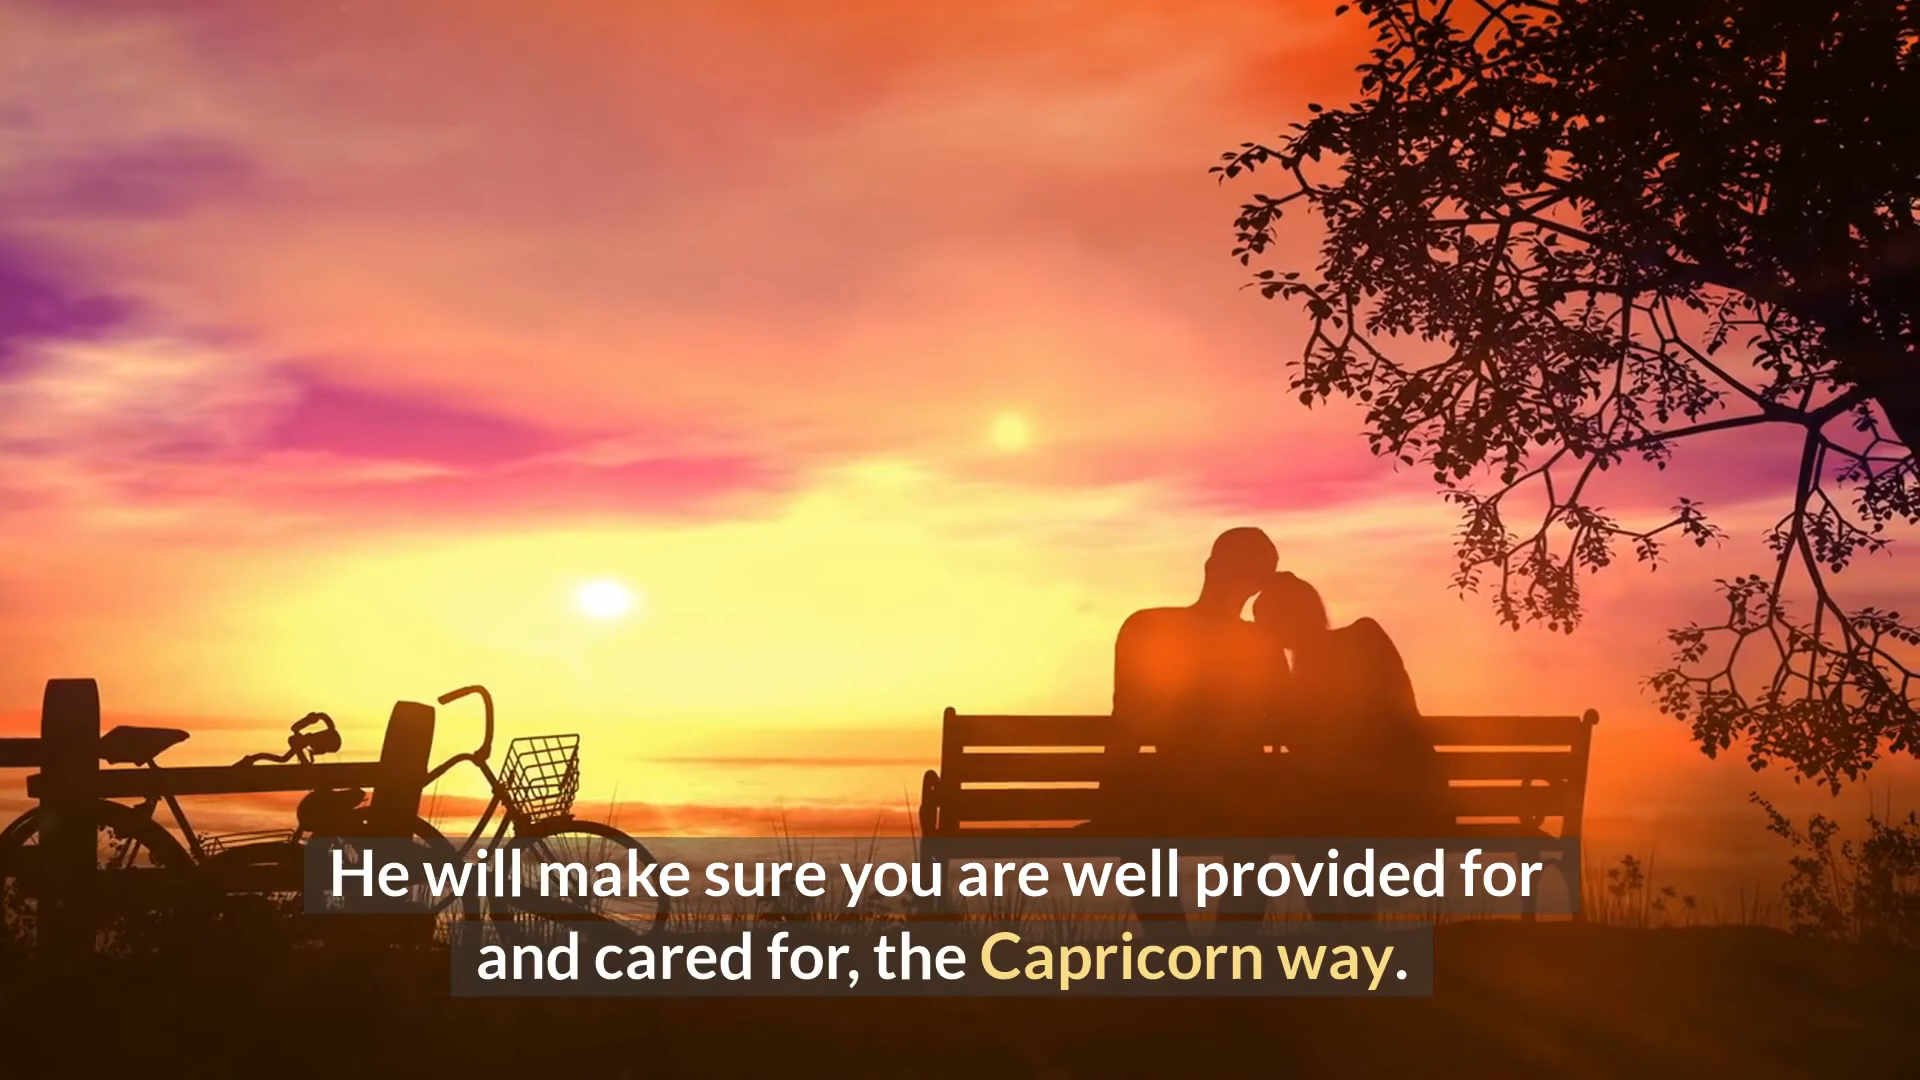 He will make sure you are well provided for
and cared for, the Capricorn way.